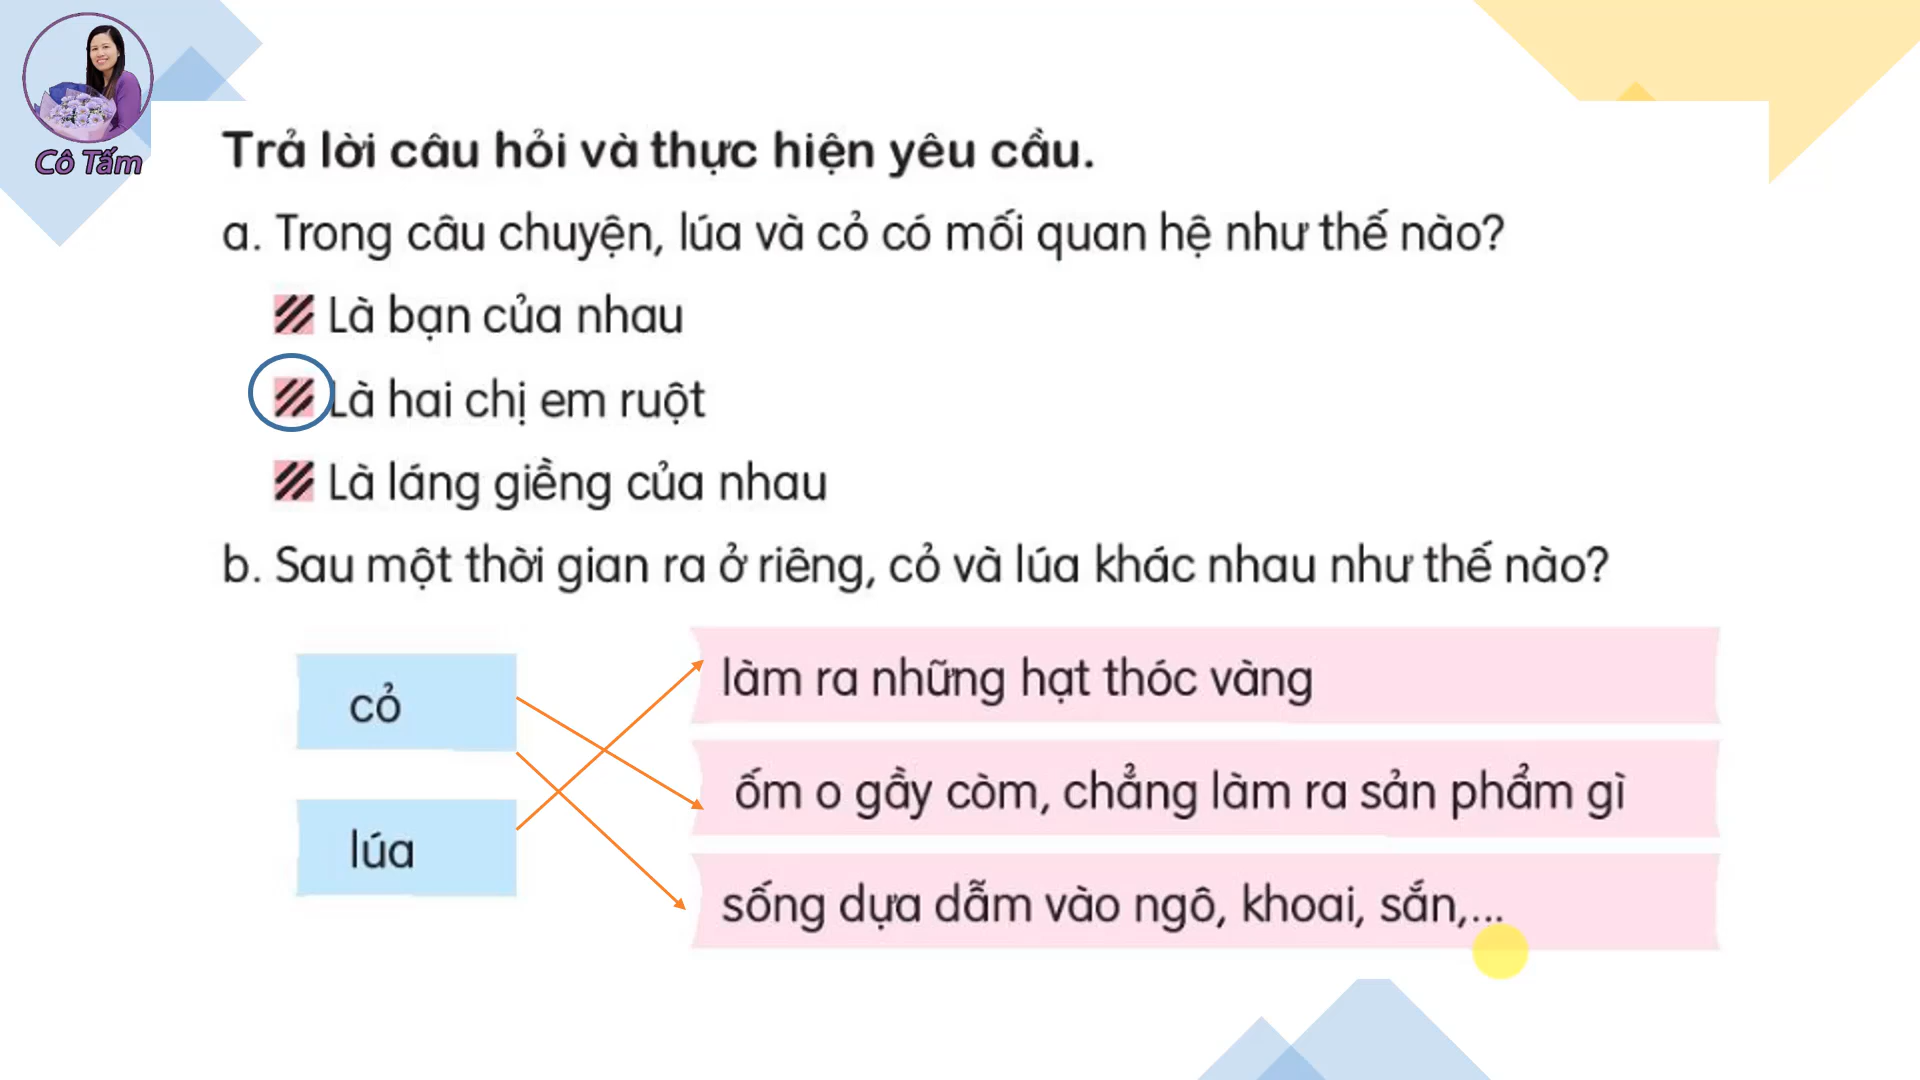 Cô Tấm
Trả lời câu hỏi và thực hiện yêu cầu.
a. Trong câu chuyện, lúa và cỏ có mối quan hệ như thế nào?
Là bạn của nhau
Là hai chị em ruột
Là láng giềng của nhau
b. Sau một thời gian ra ở riêng, cỏ và lúa khác nhau như thế nào?
cỏ
lúa
làm ra những hạt thóc vàng
ốm o gầy còm, chẳng làm ra sản phẩm gì
sống dựa dẫm vào ngô, khoai, sắn,...